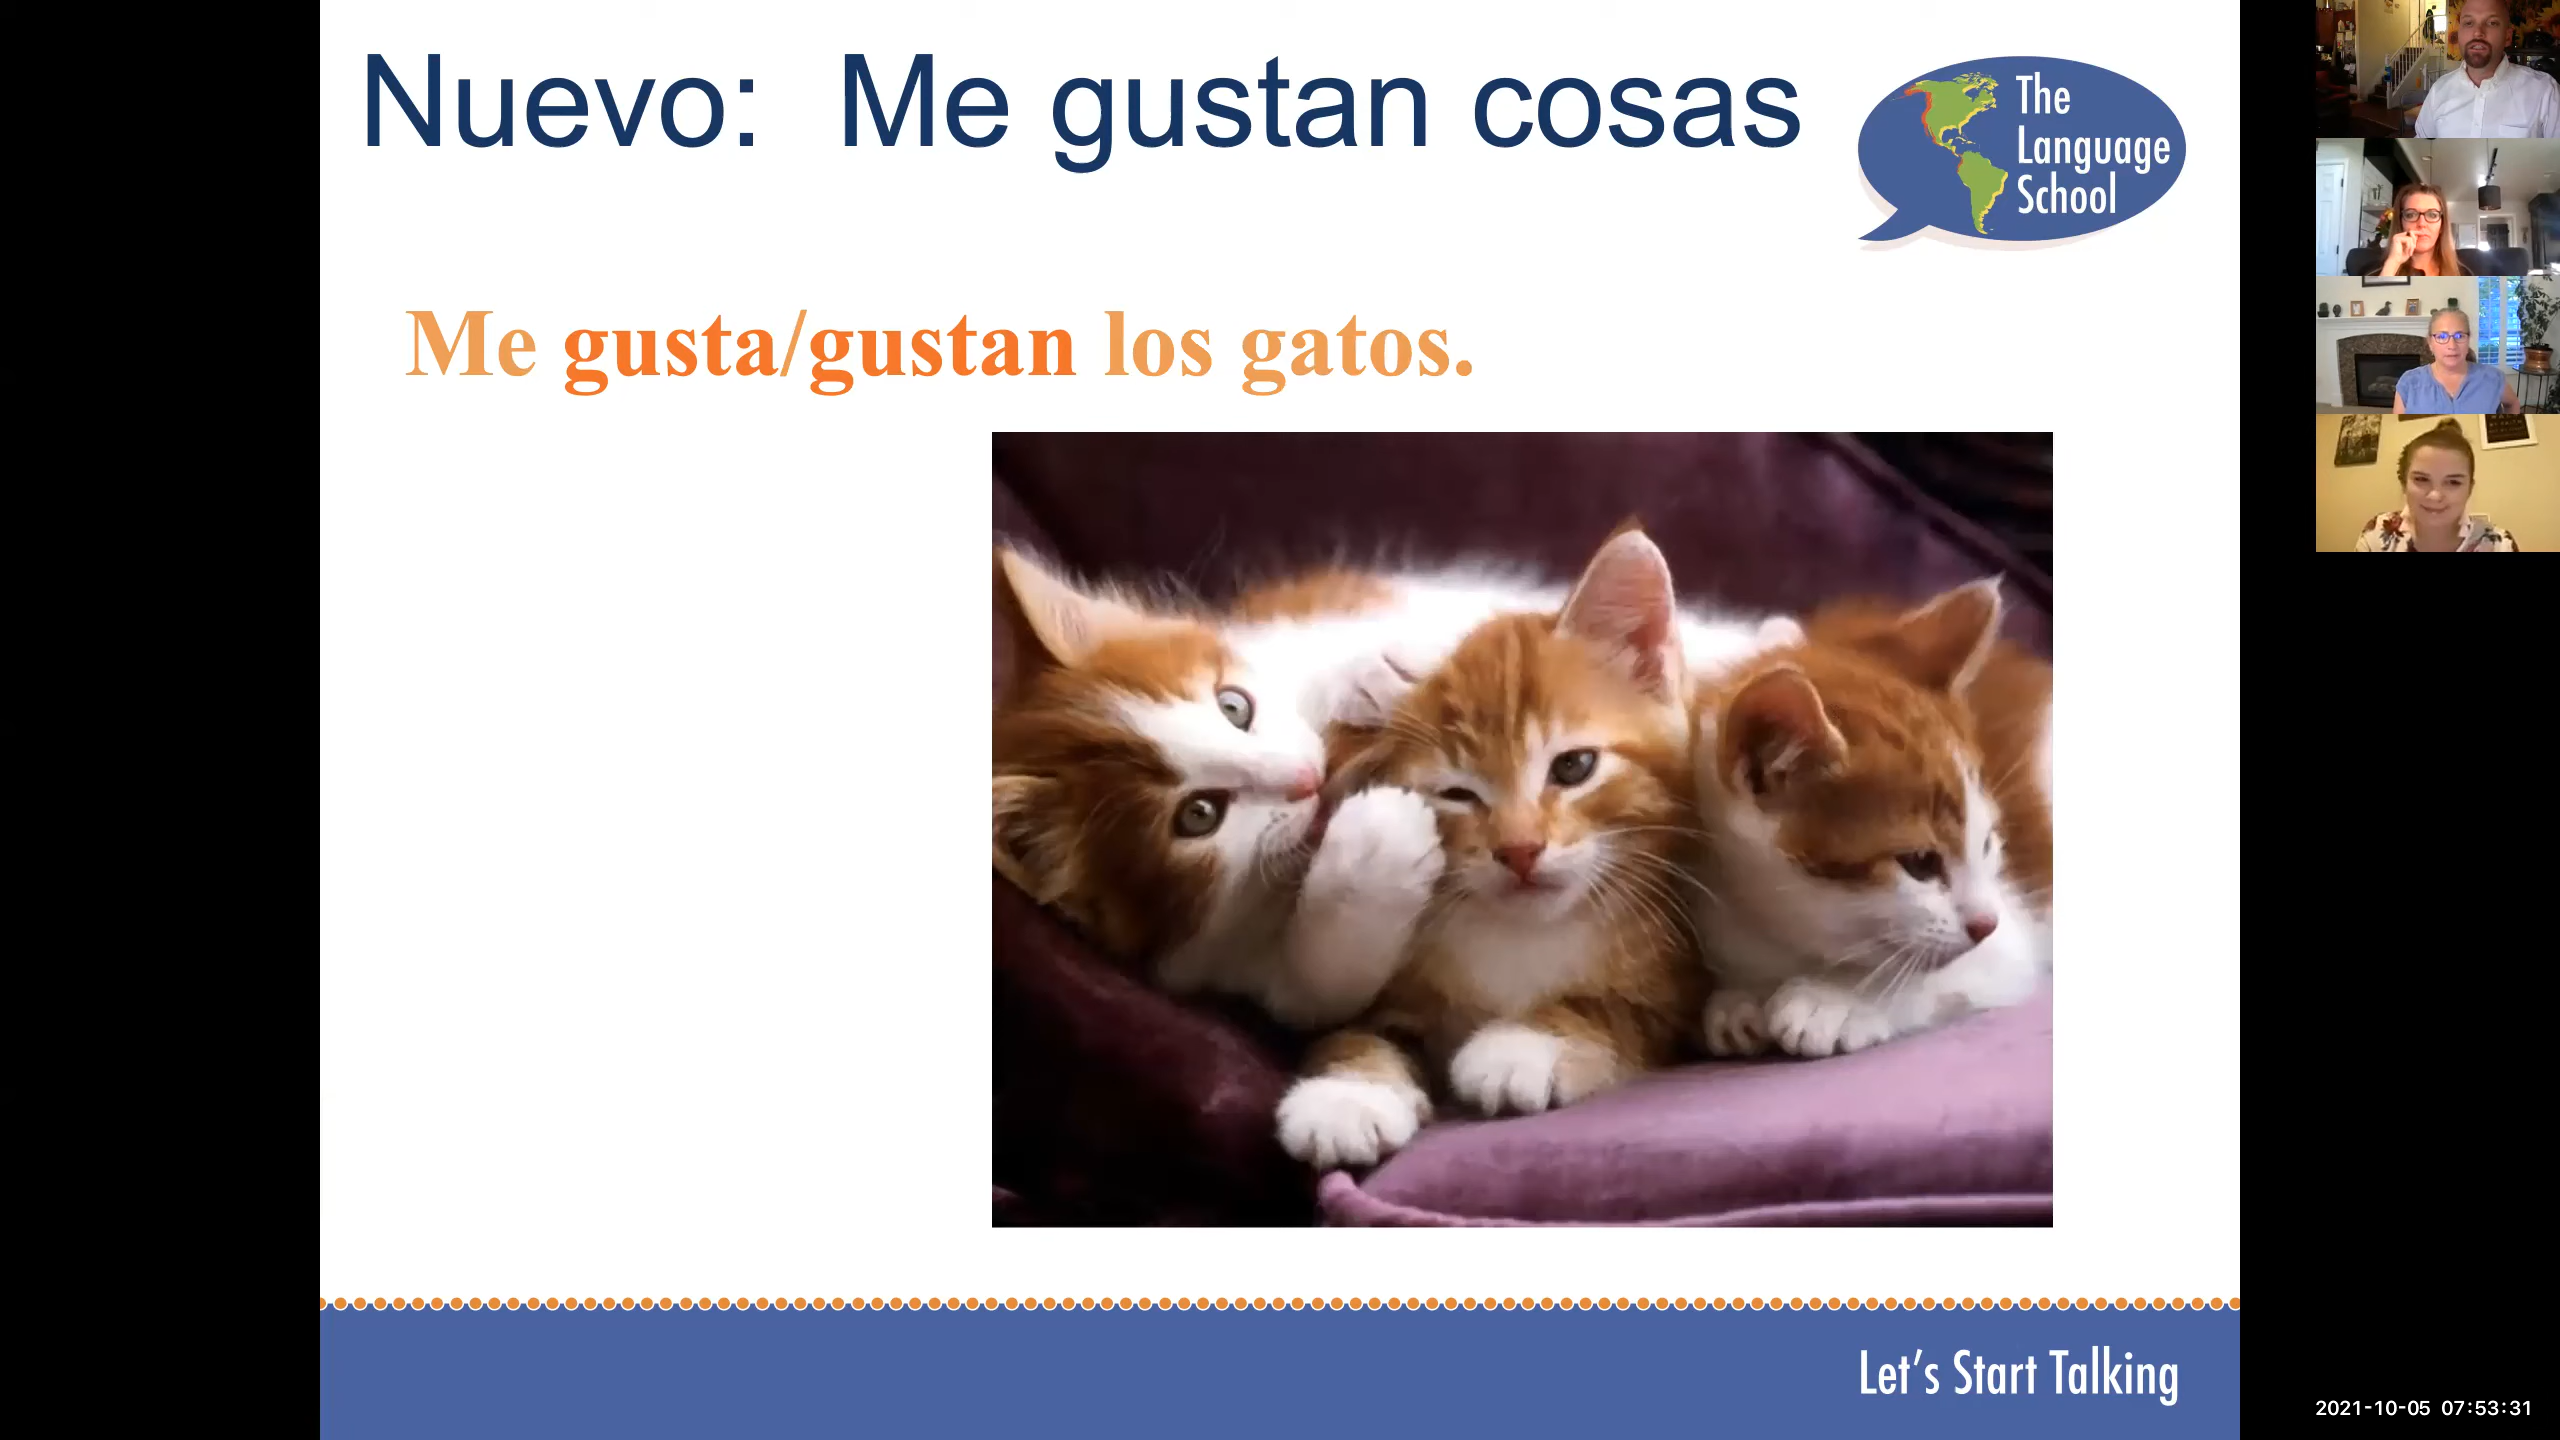 Nuevo:  Me gustan cosas
The
Language
School
Me gusta/gustan los gatos.
Let's Start Talking
2021-10-05 07:53:31